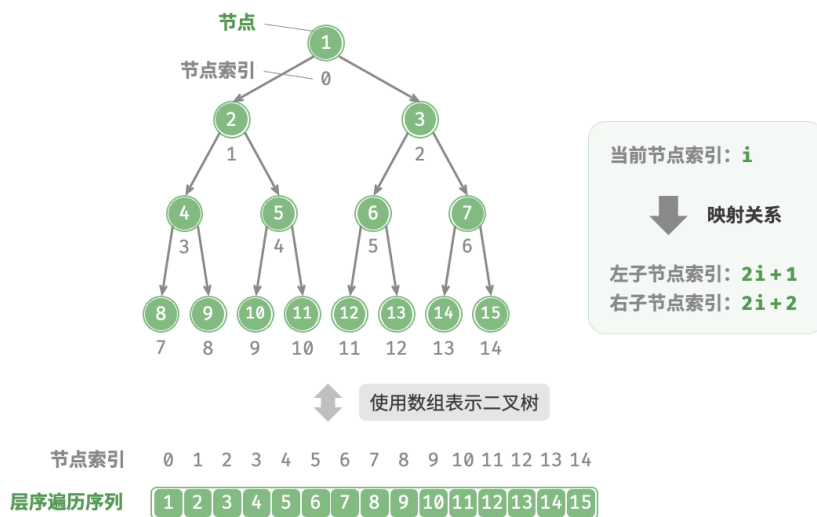 节点
1
节点索引
0
2 3
1 2
当前节点索引：i
映射关系
4 5 6 7
3 4 5 6
左子节点索引：2i + 1
右子节点索引：2i + 2
8 9 10 11 12 13 14 15
7 8 9 10 11 12 13 14
使用数组表示二叉树
节点索引 0 1 2 3 4 5 6 7 8 9 10 11 12 13 14
层序遍历序列 1 2 3 4 5 6 7 8 9 10 11 12 13 14 15